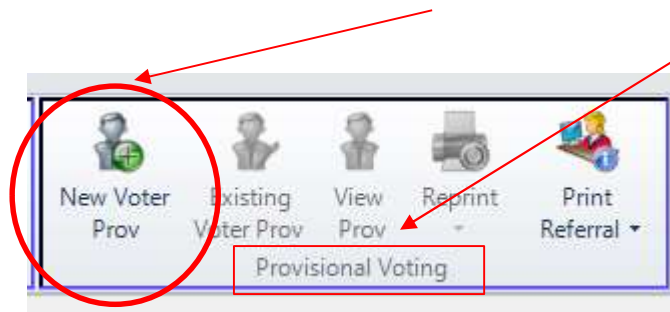 New Voter
Prov
Existing
Voter Prov
View
Prov
Reprint
Print
Referral
Provisional Voting